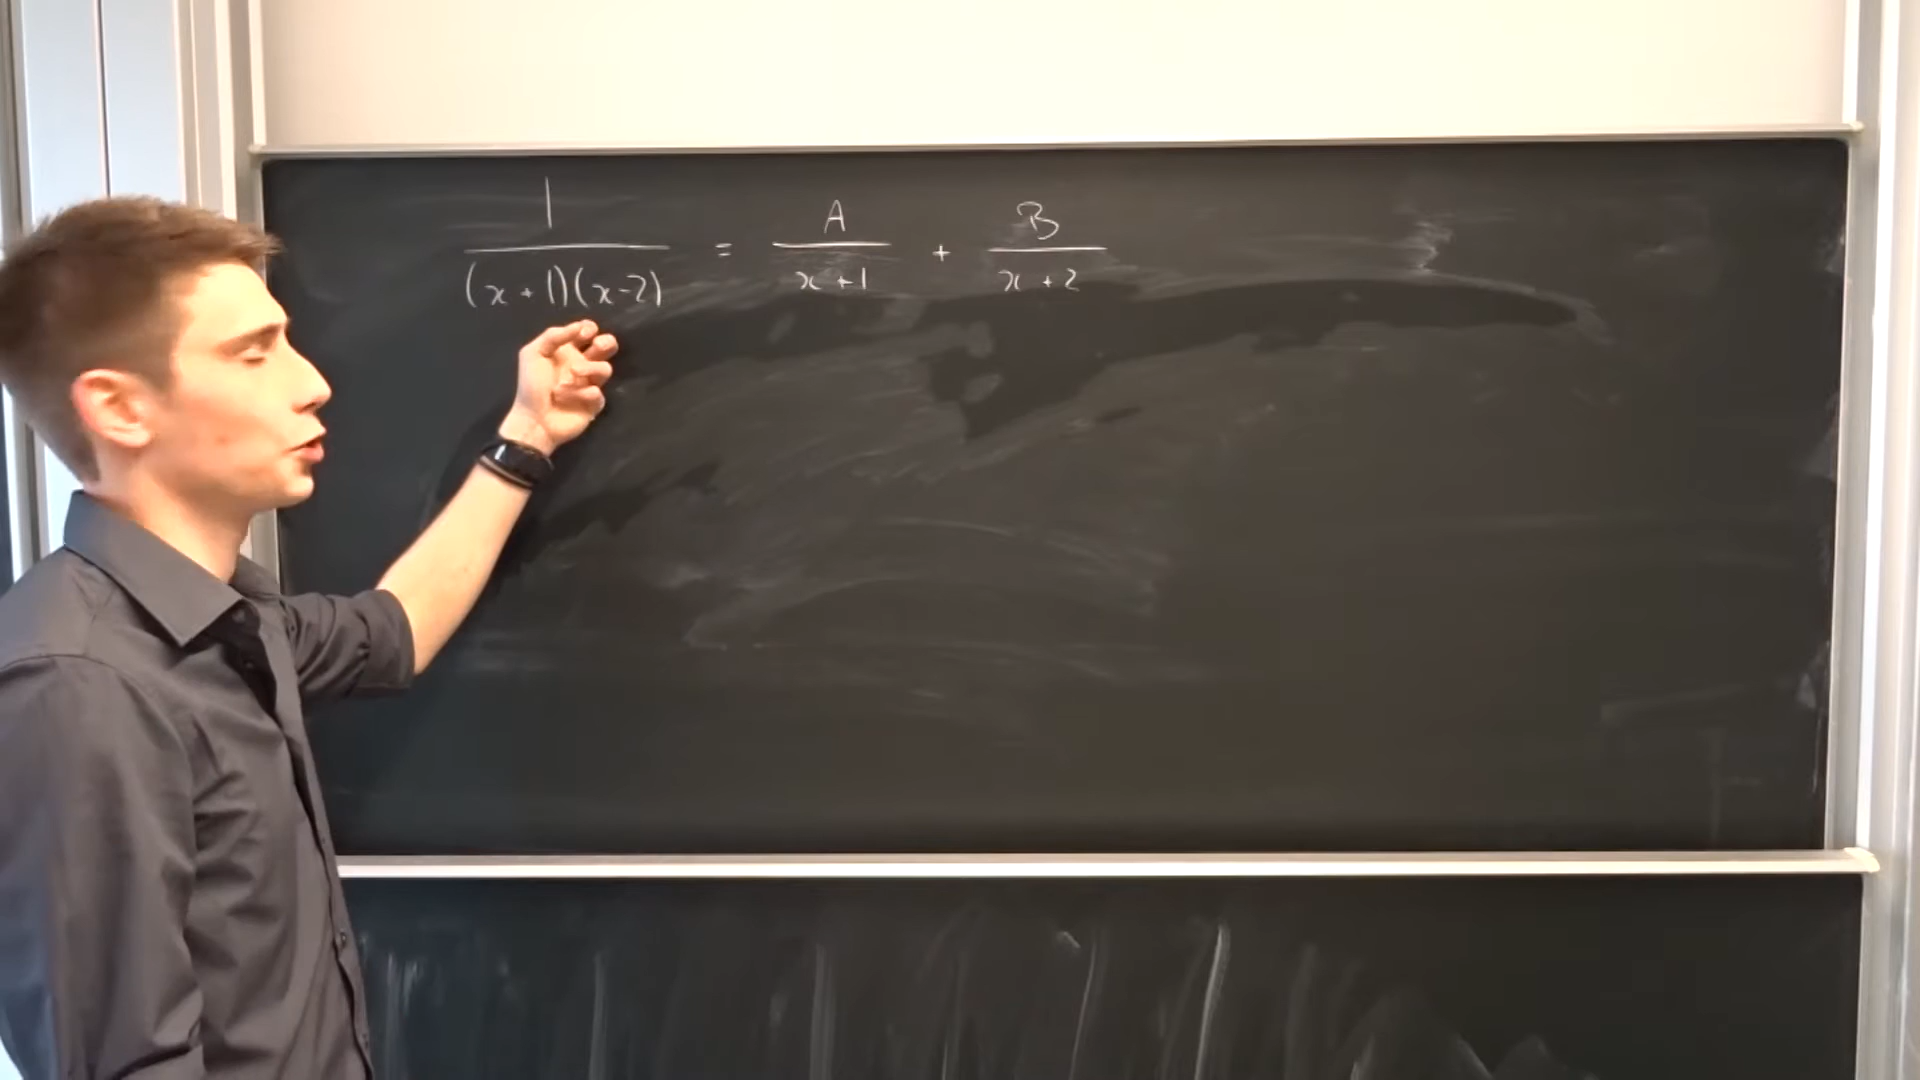 1/((x+1)(x-2)) = A/(x+1) + B/(x+2)